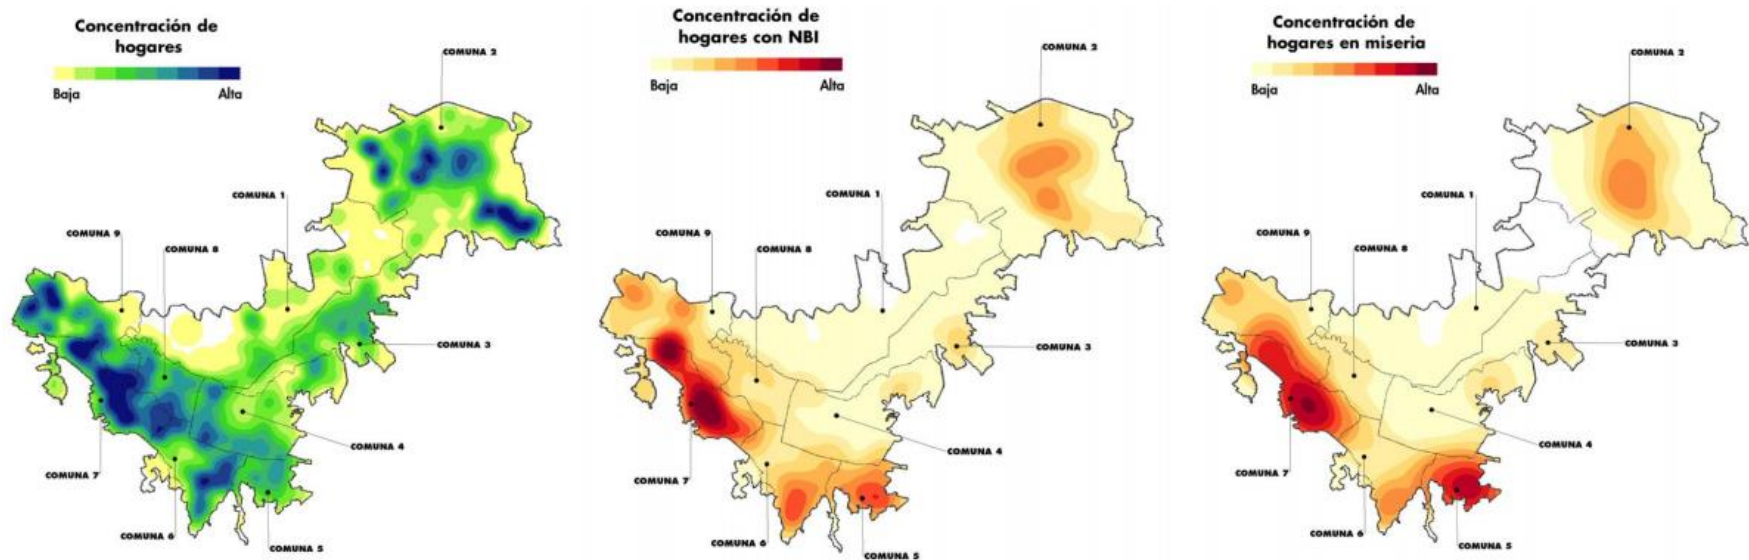 Concentración de
hogares
Baja
Alta
COMUNA 2
COMUNA 1
COMUNA 9
COMUNA 8
COMUNA 3
COMUNA 4
COMUNA 7
COMUNA 6
COMUNA 5
Concentración de
hogares con NBI
Baja
Alta
COMUNA 2
COMUNA 1
COMUNA 9
COMUNA 8
COMUNA 3
COMUNA 4
COMUNA 7
COMUNA 6
COMUNA 5
Concentración de
hogares en miseria
Baja
Alta
COMUNA 2
COMUNA 1
COMUNA 9
COMUNA 8
COMUNA 3
COMUNA 4
COMUNA 7
COMUNA 6
COMUNA 5